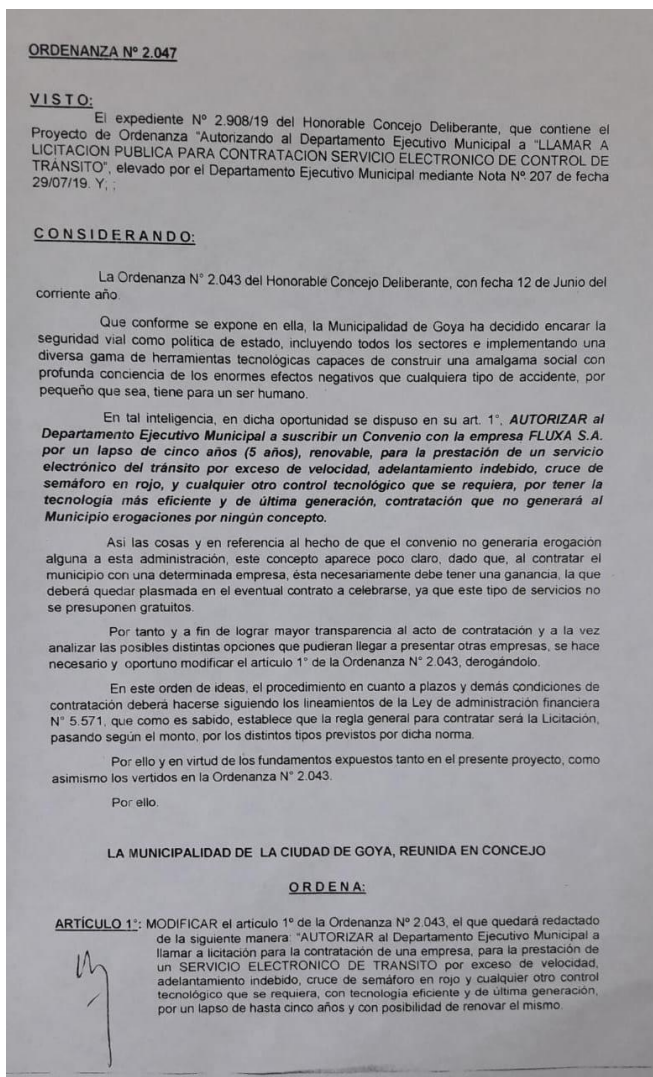 ORDENANZA Nº 2.047
VISTO:
El expediente Nº 2.908/19 del Honorable Concejo Deliberante, que contiene el
Proyecto de Ordenanza "Autorizando al Departamento Ejecutivo Municipal a "LLAMAR A
LICITACION PUBLICA PARA CONTRATACION SERVICIO ELECTRONICO DE CONTROL DE
TRÁNSITO", elevado por el Departamento Ejecutivo Municipal mediante Nota Nº 207 de fecha
29/07/19. Y; ;
CONSIDERANDO:
La Ordenanza N° 2.043 del Honorable Concejo Deliberante, con fecha 12 de Junio del
corriente año.
Que conforme se expone en ella, la Municipalidad de Goya ha decidido encarar la
seguridad vial como política de estado, incluyendo todos los sectores e implementando una
diversa gama de herramientas tecnológicas capaces de construir una amalgama social con
profunda conciencia de los enormes efectos negativos que cualquiera tipo de accidente, por
pequeño que sea, tiene para un ser humano.
En tal inteligencia, en dicha oportunidad se dispuso en su art. 1°, AUTORIZAR al
Departamento Ejecutivo Municipal a suscribir un Convenio con la empresa FLUXA S.A.
por un lapso de cinco años (5 años), renovable, para la prestación de un servicio
electrónico del tránsito por exceso de velocidad, adelantamiento indebido, cruce de
semáforo en rojo, y cualquier otro control tecnológico que se requiera, por tener la
tecnología más eficiente y de última generación, contratación que no generará al
Municipio erogaciones por ningún concepto.
Asi las cosas y en referencia al hecho de que el convenio no generaria erogación
alguna a esta administración, este concepto aparece poco claro, dado que, al contratar el
municipio con una determinada empresa, ésta necesariamente debe tener una ganancia, la que
deberá quedar plasmada en el eventual contrato a celebrarse, ya que este tipo de servicios no
se presuponen gratuitos.
Por tanto y a fin de lograr mayor transparencia al acto de contratación y a la vez
analizar las posibles distintas opciones que pudieran llegar a presentar otras empresas, se hace
necesario y oportuno modificar el artículo 1° de la Ordenanza N° 2.043, derogándolo.
En este orden de ideas, el procedimiento en cuanto a plazos y demás condiciones de
contratación deberá hacerse siguiendo los lineamientos de la Ley de administración financiera
N° 5.571, que como es sabido, establece que la regla general para contratar será la Licitación,
pasando según el monto, por los distintos tipos previstos por dicha norma.
Por ello y en virtud de los fundamentos expuestos tanto en el presente proyecto, como
asimismo los vertidos en la Ordenanza N° 2.043.
Por ello.
LA MUNICIPALIDAD DE LA CIUDAD DE GOYA, REUNIDA EN CONCEJO
ORDENA:
ARTÍCULO 1°: MODIFICAR el artículo 1º de la Ordenanza Nº 2.043, el que quedará redactado
de la siguiente manera: "AUTORIZAR al Departamento Ejecutivo Municipal a
llamar a licitación para la contratación de una empresa, para la prestación de
un SERVICIO ELECTRONICO DE TRANSITO por exceso de velocidad,
adelantamiento indebido, cruce de semáforo en rojo y cualquier otro control
tecnológico que se requiera, con tecnología eficiente y de última generación,
por un lapso de hasta cinco años y con posibilidad de renovar el mismo.